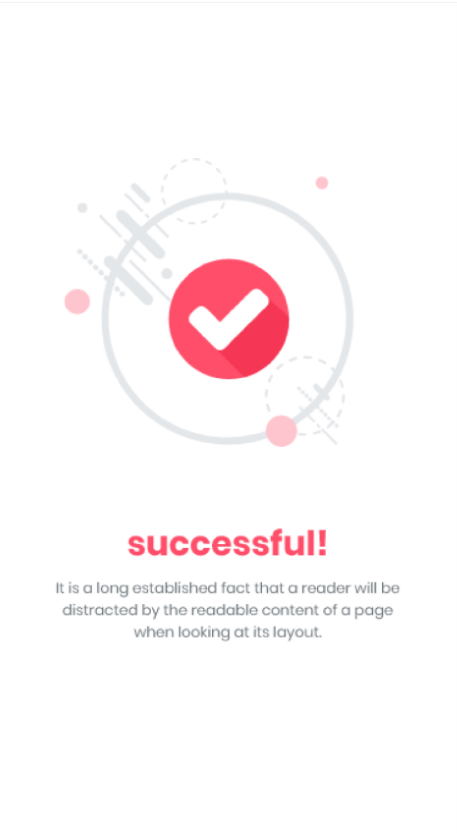 successful!
It is a long established fact that a reader will be
distracted by the readable content of a page
when looking at its layout.